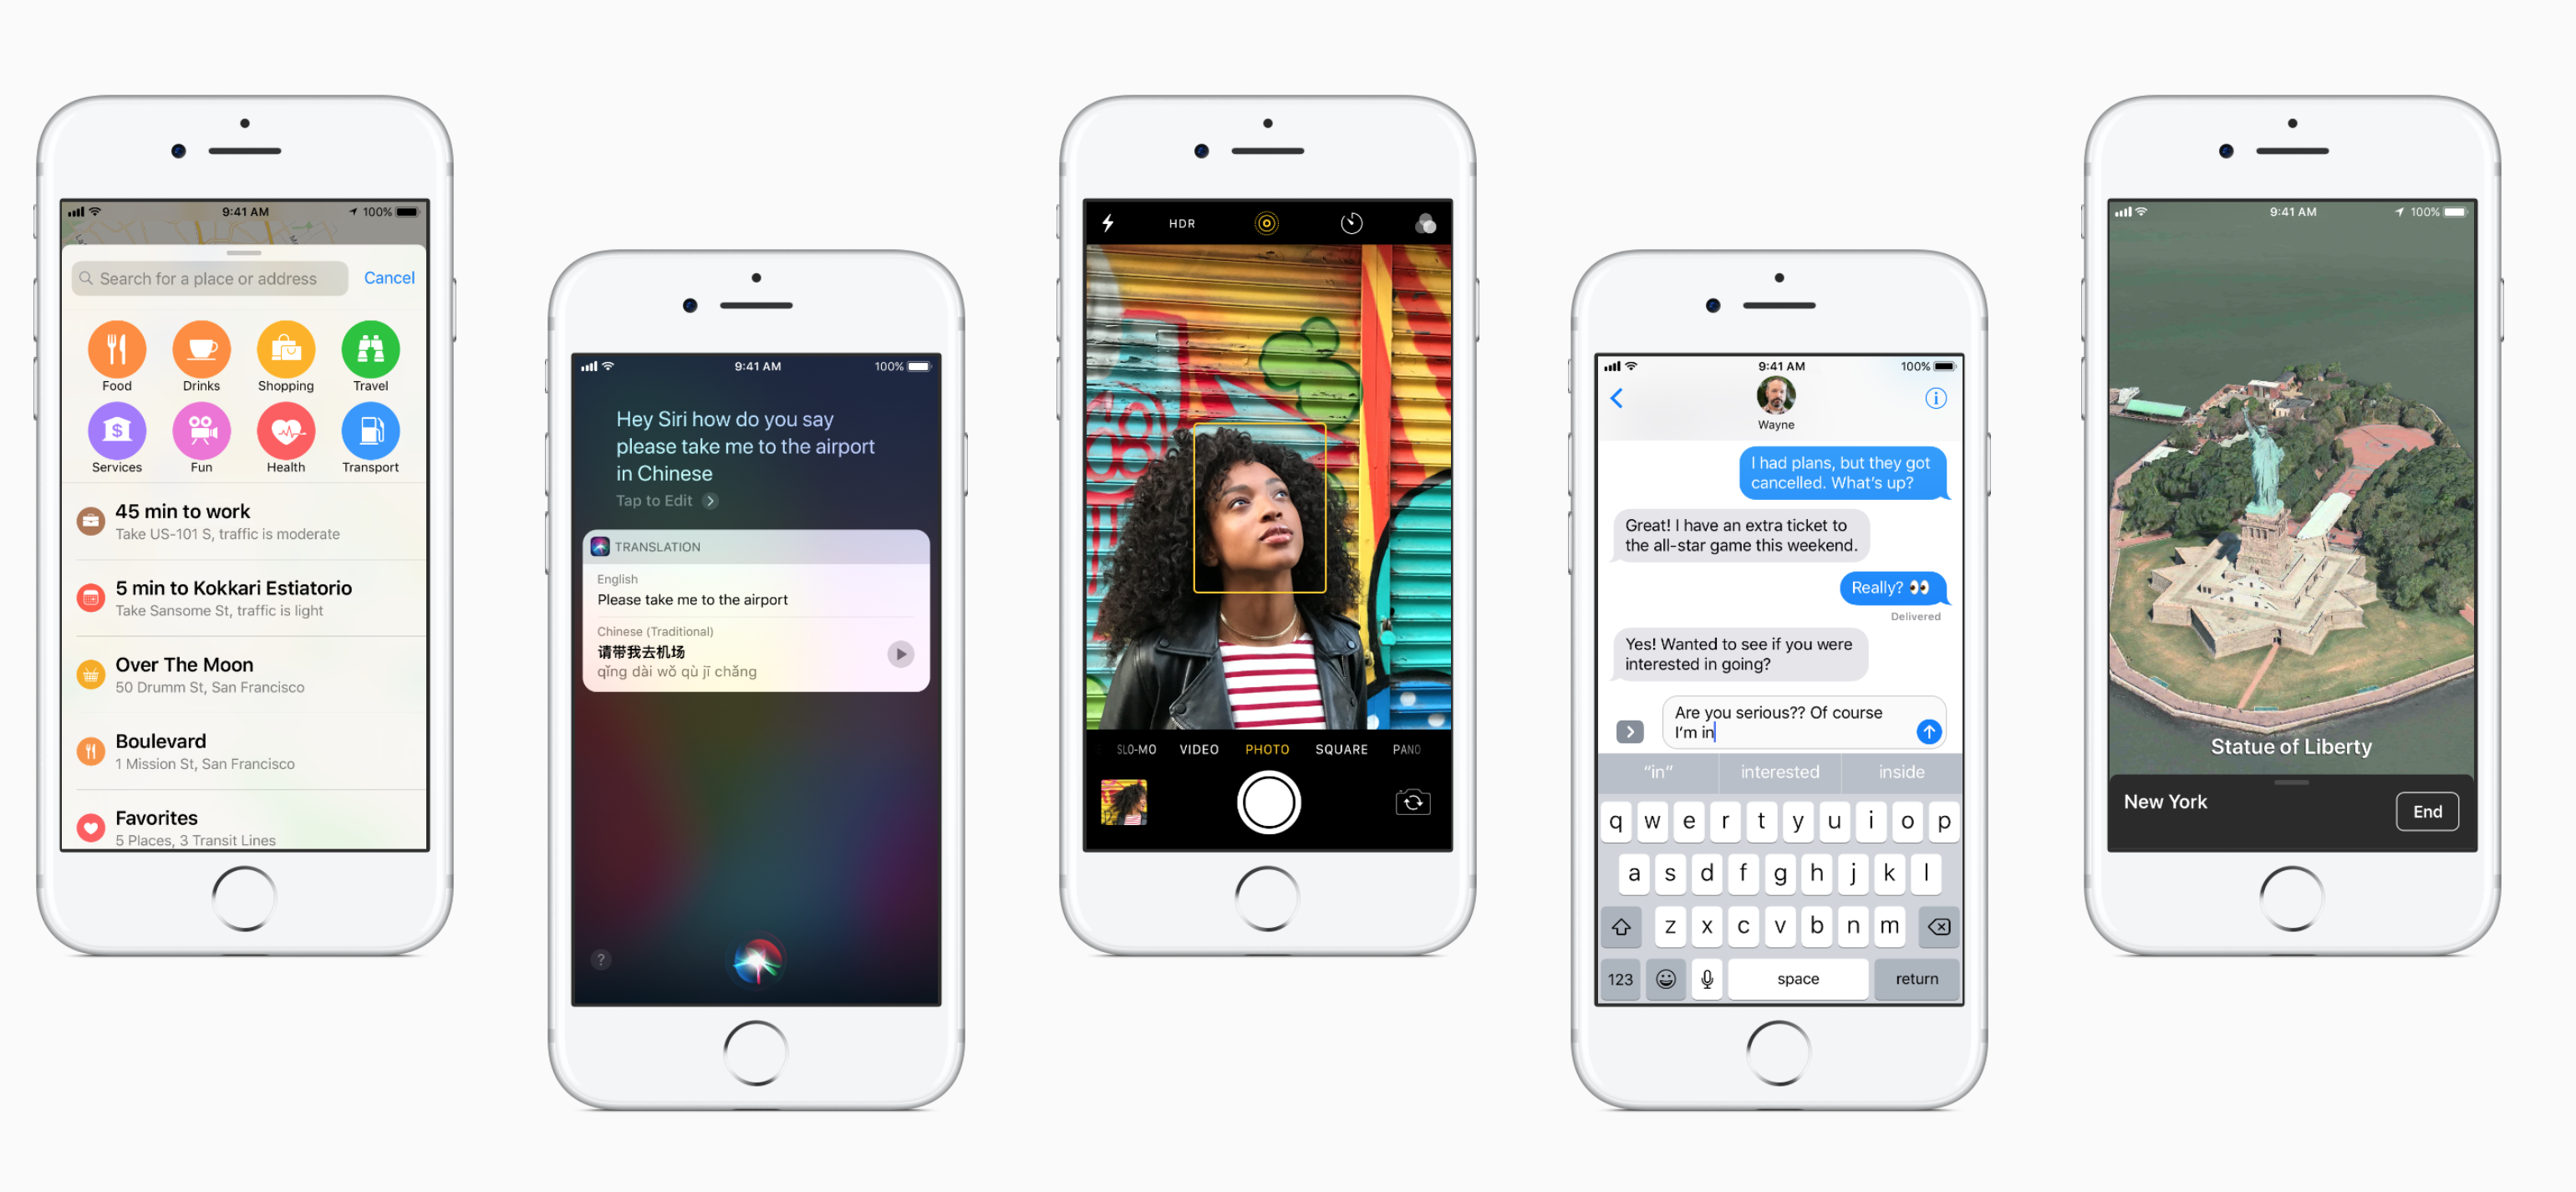 9:41 AM
100%
Search for a place or address
Cancel
Food
Drinks
Shopping
Travel
$
Services
Fun
Health
Transport
45 min to work
Take US-101 S, traffic is moderate
5 min to Kokkari Estiatorio
Take Sansome St, traffic is light
Over The Moon
50 Drumm St, San Francisco
Boulevard
1 Mission St, San Francisco
Favorites
5 Places, 3 Transit Lines
9:41 AM
100%
Hey Siri how do you say
please take me to the airport
in Chinese
Tap to Edit
TRANSLATION
English
Please take me to the airport
Chinese (Traditional)
请带我去机场
qǐng dài wǒ qù jī chǎng
?
HDR
SLO-MO
VIDEO
PHOTO
SQUARE
PANO
9:41 AM
100%
Wayne
I had plans, but they got
cancelled. What's up?
Great! I have an extra ticket to
the all-star game this weekend.
Really? 👀
Delivered
Yes! Wanted to see if you were
interested in going?
Are you serious?? Of course
I'm in
“in”
interested
inside
q w e r t y u i o p
a s d f g h j k l
z x c v b n m
123
space
return
9:41 AM
100%
Statue of Liberty
New York
End